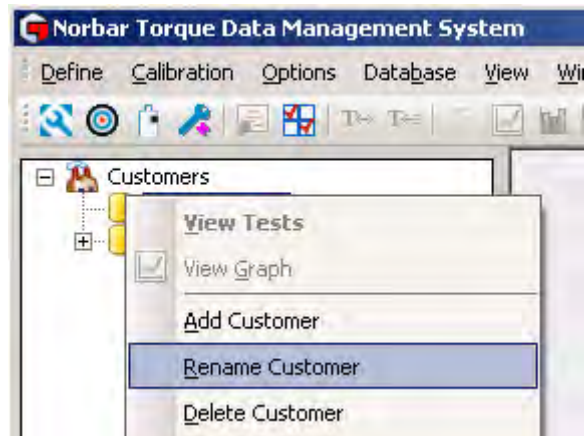 Norbar Torque Data Management System
Define Calibration Options Database View
Customers
View Tests
View Graph
Add Customer
Rename Customer
Delete Customer